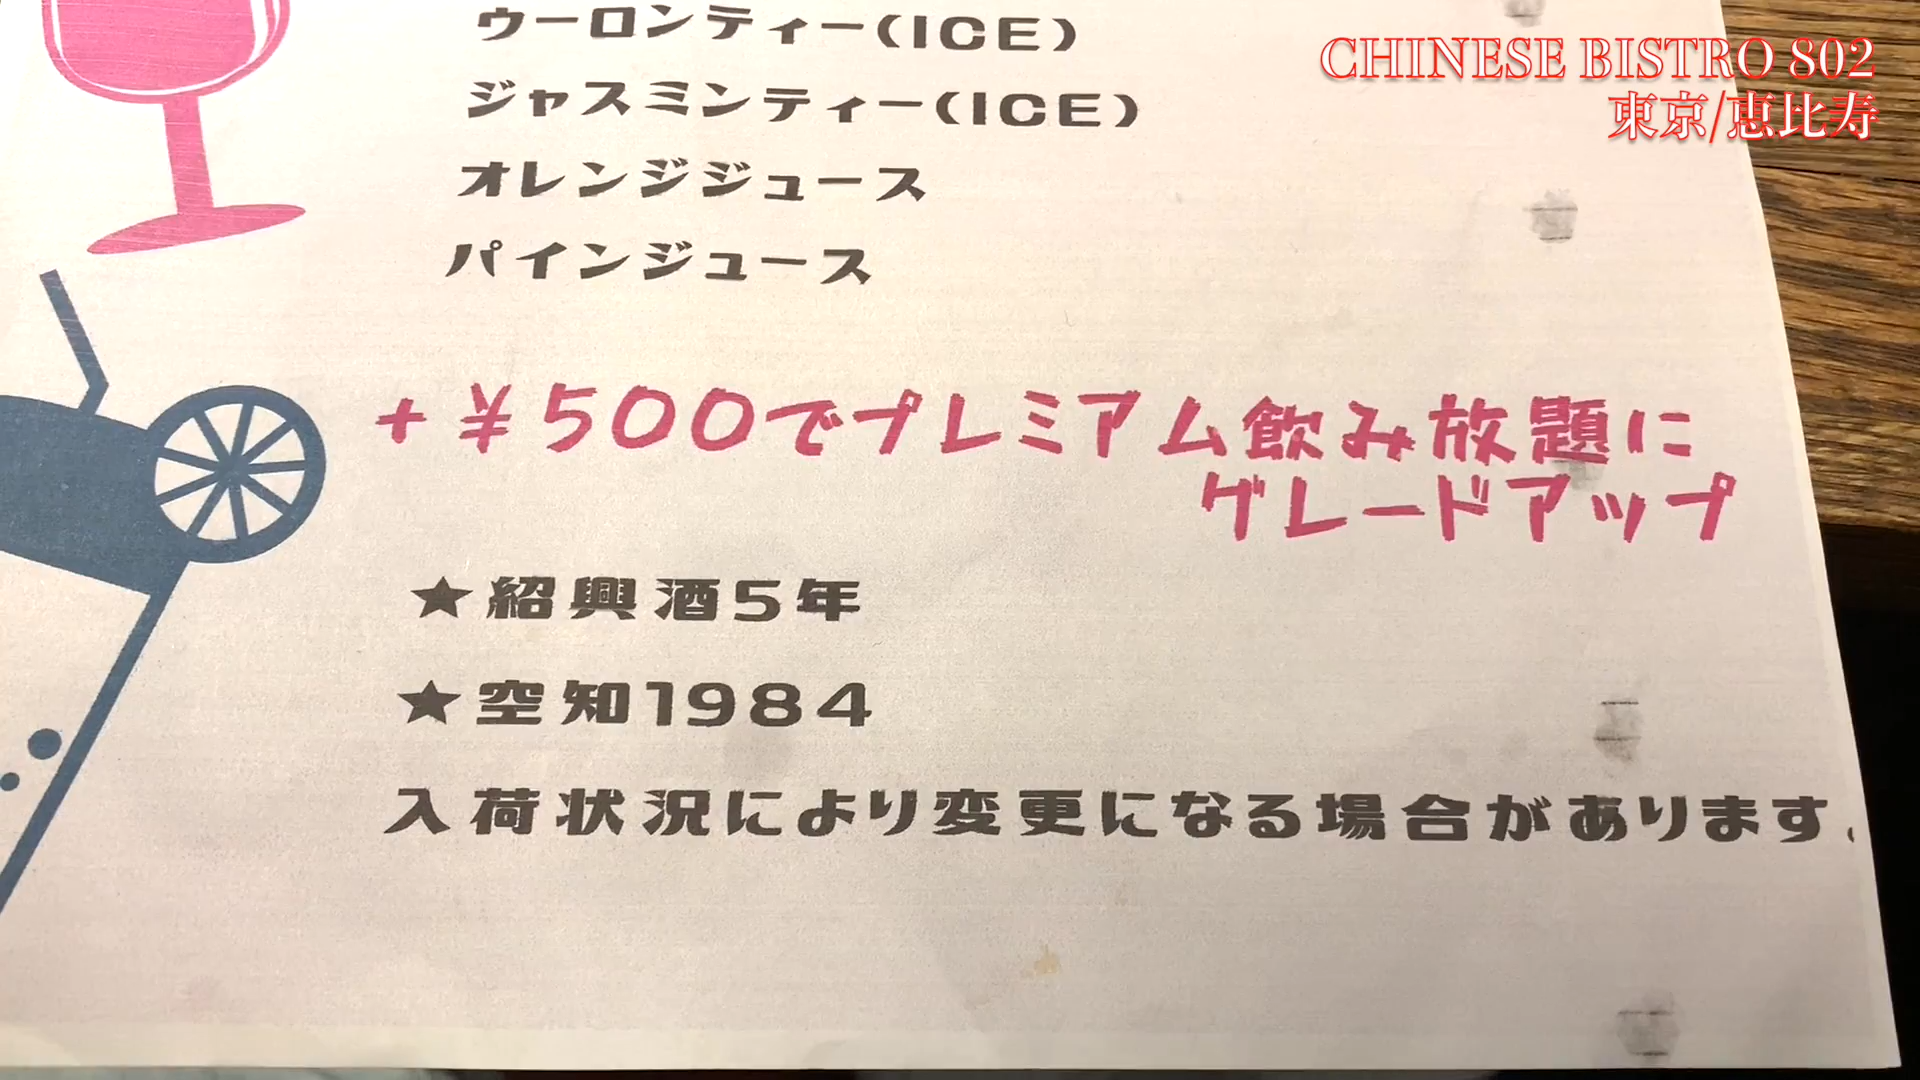 CHINESE BISTRO 802
東京/恵比寿
ウーロンティー(ICE)
ジャスミンティー(ICE)
オレンジジュース
パインジュース
+¥500でプレミアム飲み放題に
グレードアップ
★紹興酒5年
★空知1984
入荷状況により変更になる場合があります。